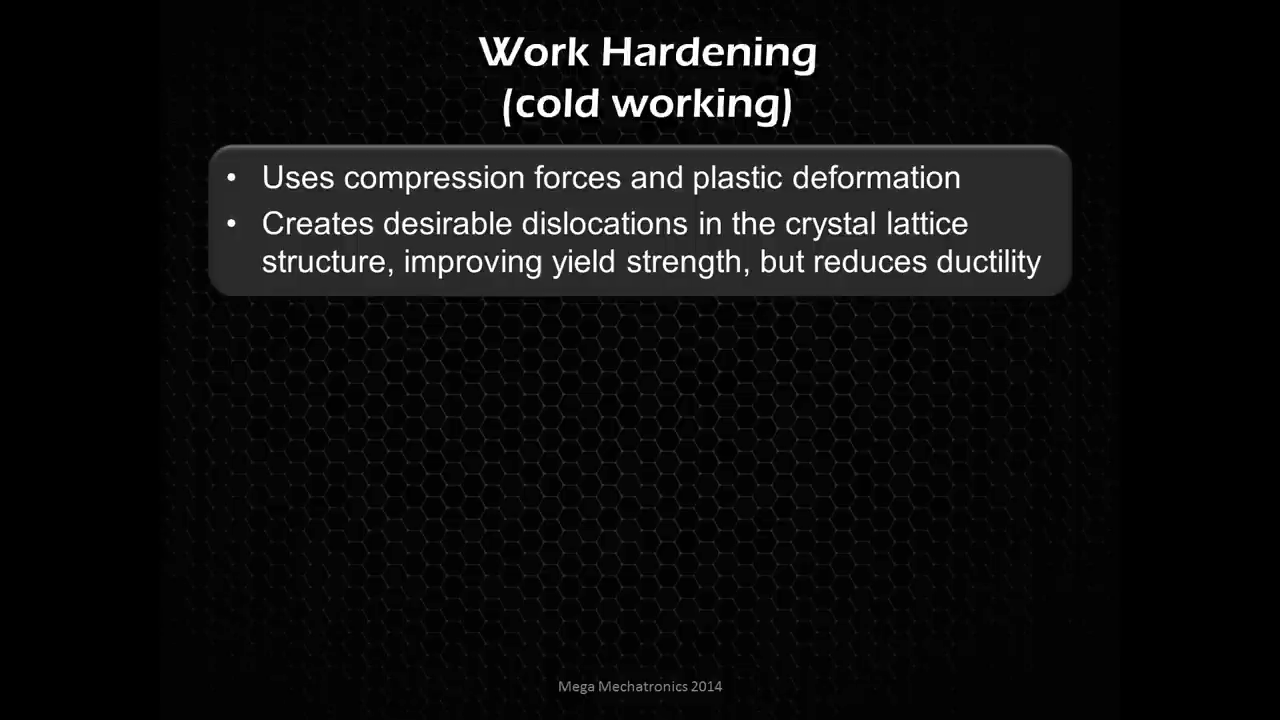 Work Hardening
(cold working)
• Uses compression forces and plastic deformation
• Creates desirable dislocations in the crystal lattice
structure, improving yield strength, but reduces ductility
Mega Mechatronics 2014